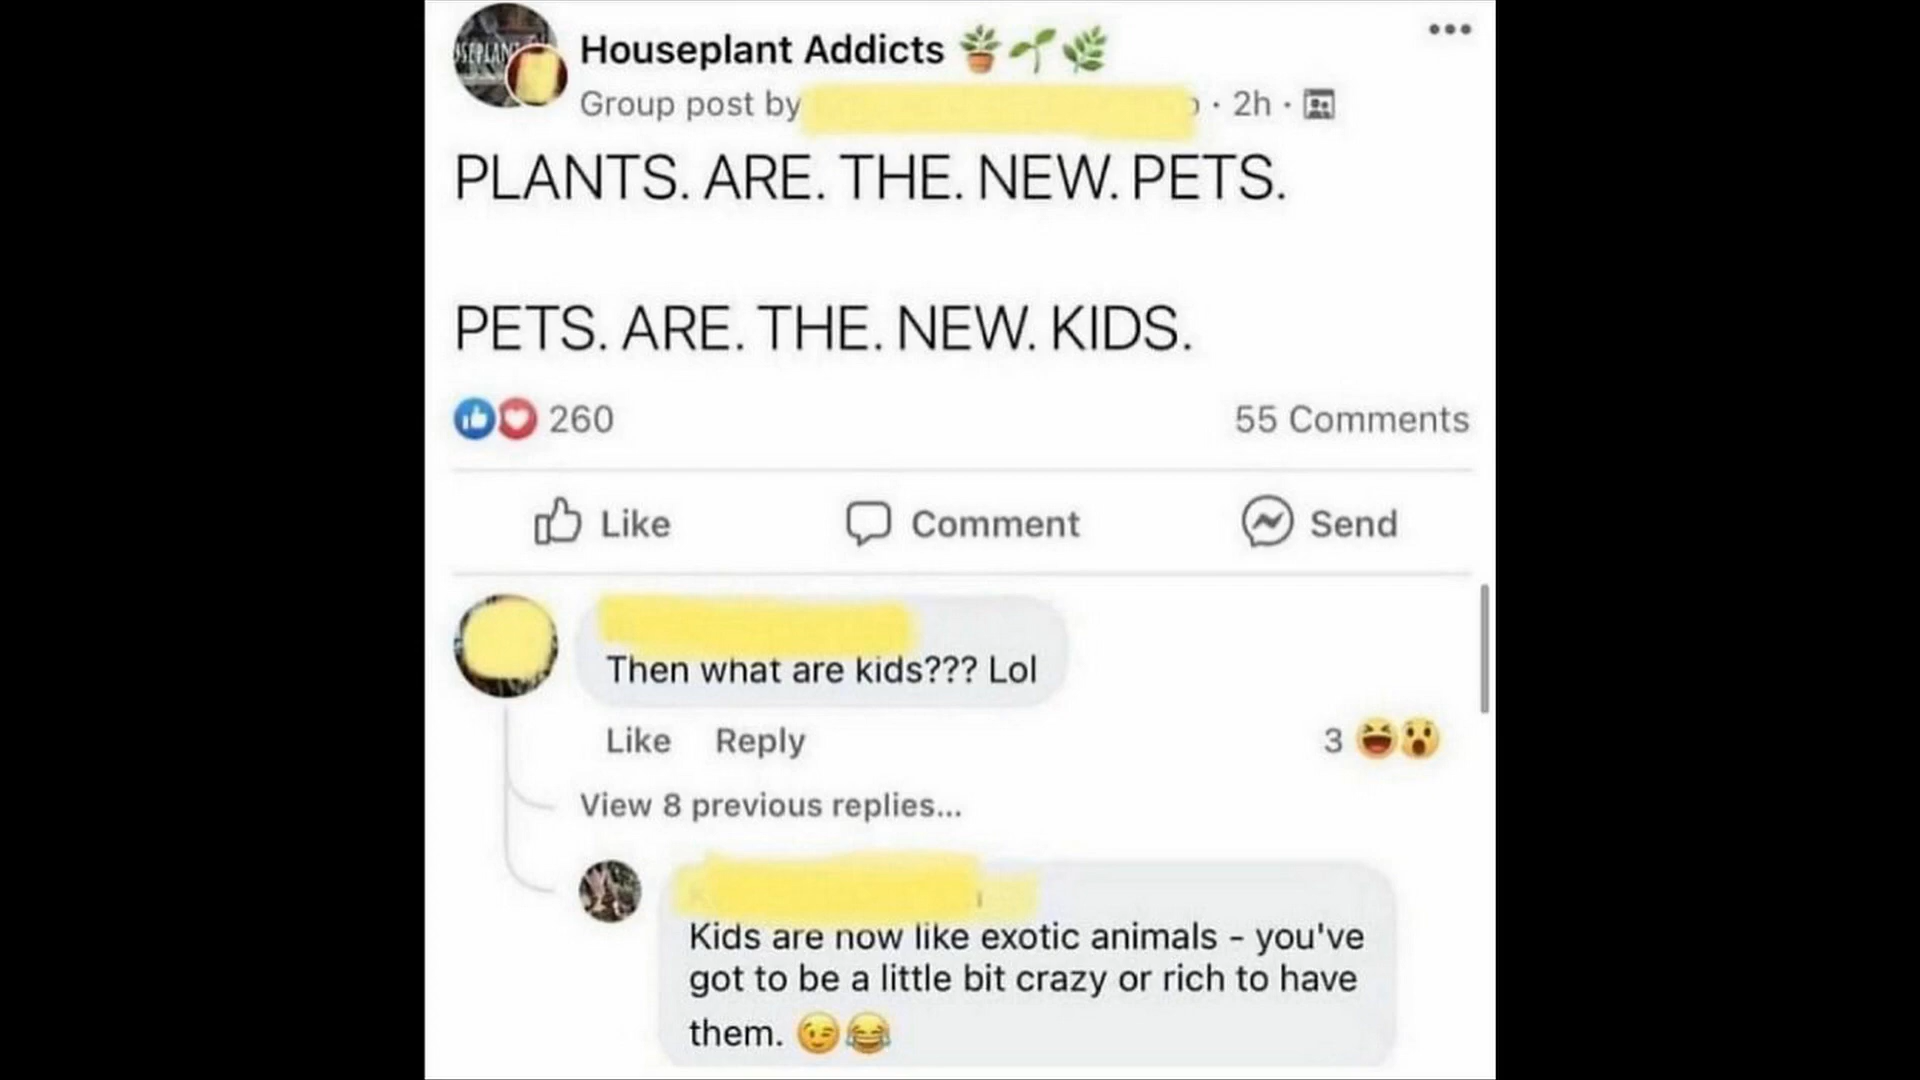 Houseplant Addicts 🪴🌱🌿
Group post by
· 2h ·
PLANTS. ARE. THE. NEW. PETS.
PETS. ARE. THE. NEW. KIDS.
260
55 Comments
Like
Comment
Send
Then what are kids??? Lol
Like Reply
3 😆😮
View 8 previous replies...
Kids are now like exotic animals - you've
got to be a little bit crazy or rich to have
them. 😉😂